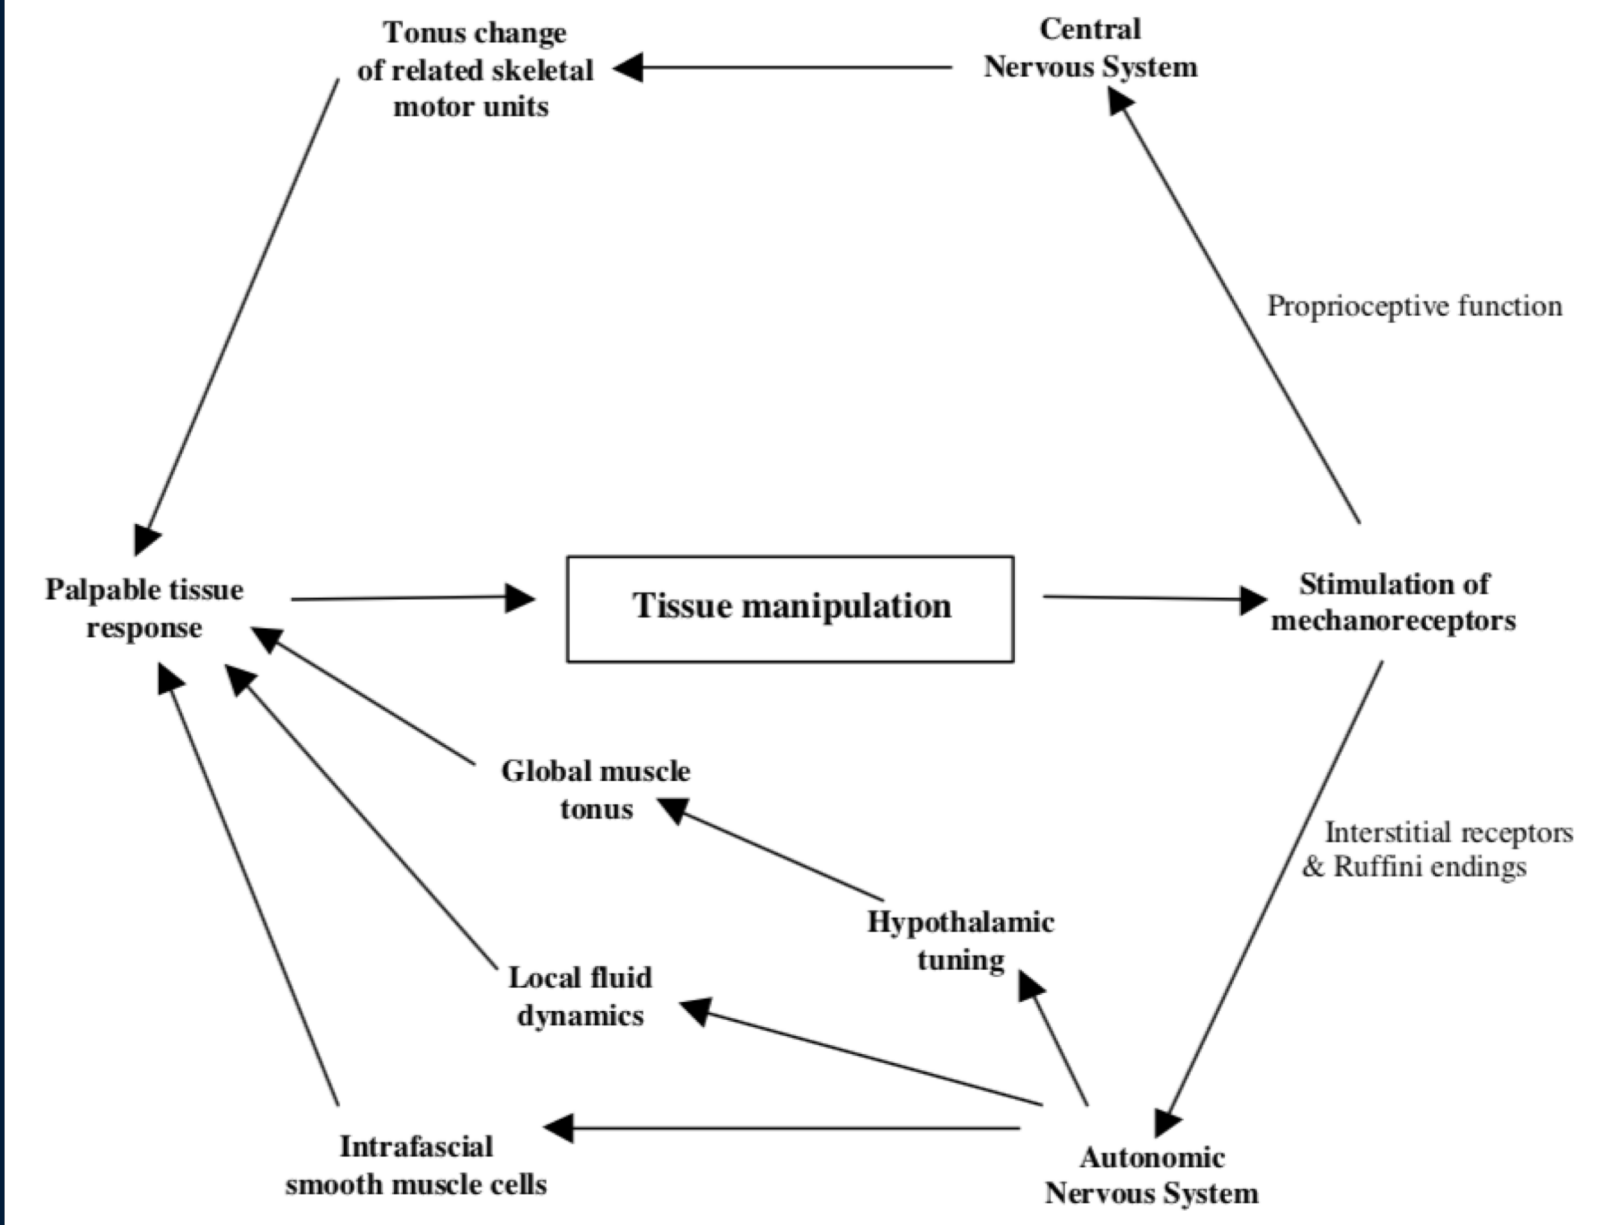 Tonus change
of related skeletal
motor units
Central
Nervous System
Proprioceptive function
Palpable tissue
response
Tissue manipulation
Stimulation of
mechanoreceptors
Global muscle
tonus
Interstitial receptors
& Ruffini endings
Hypothalamic
tuning
Local fluid
dynamics
Intrafascial
smooth muscle cells
Autonomic
Nervous System